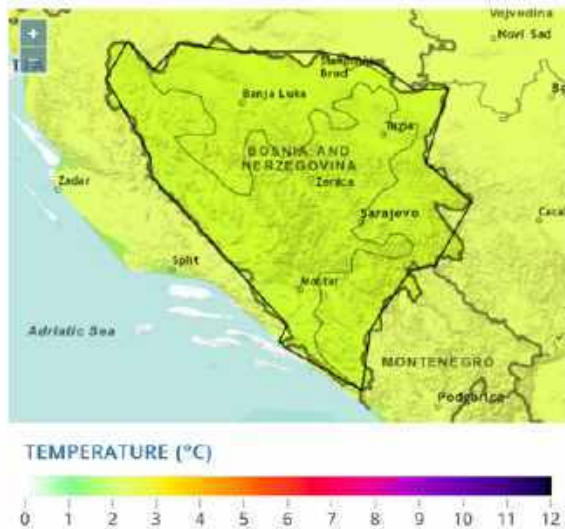 Vojvodina
Novi Sad
+
Brod
Banja Luka
Tuzla
BOSNIA AND
HERZEGOVINA
Zenica
Zadar
Sarajevo
Split
Mostar
Adriatic Sea
MONTENEGRO
Podgorica
TEMPERATURE (°C)
0 1 2 3 4 5 6 7 8 9 10 11 12